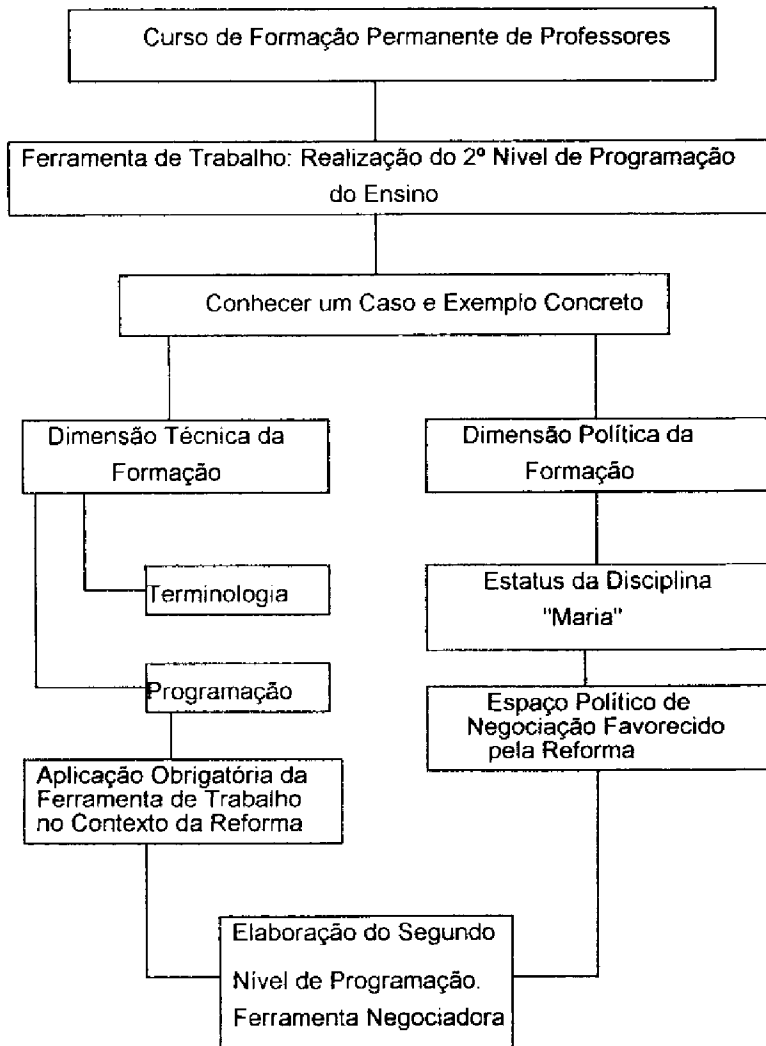 Curso de Formação Permanente de Professores
Ferramenta de Trabalho: Realização do 2º Nível de Programação
do Ensino
Conhecer um Caso e Exemplo Concreto
Dimensão Técnica da
Formação
Dimensão Política da
Formação
Terminologia
Estatus da Disciplina
"Maria"
Programação
Espaço Político de
Negociação Favorecido
pela Reforma
Aplicação Obrigatória da
Ferramenta de Trabalho
no Contexto da Reforma
Elaboração do Segundo
Nível de Programação.
Ferramenta Negociadora